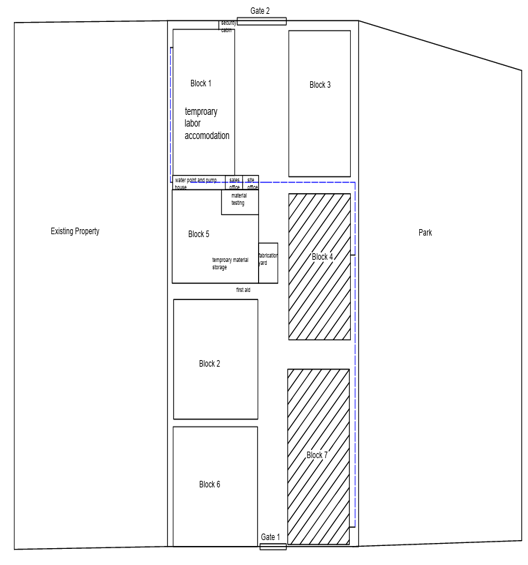 Gate 2
security
cabin
Block 1
Block 3
temproary
labor
accomodation
water point and pump
house
sales
office
site
office
material
testing
Existing Property
Block 5
Park
Block 4
fabrication
yard
temproary material
storage
first aid
Block 2
Block 7
Block 6
Gate 1